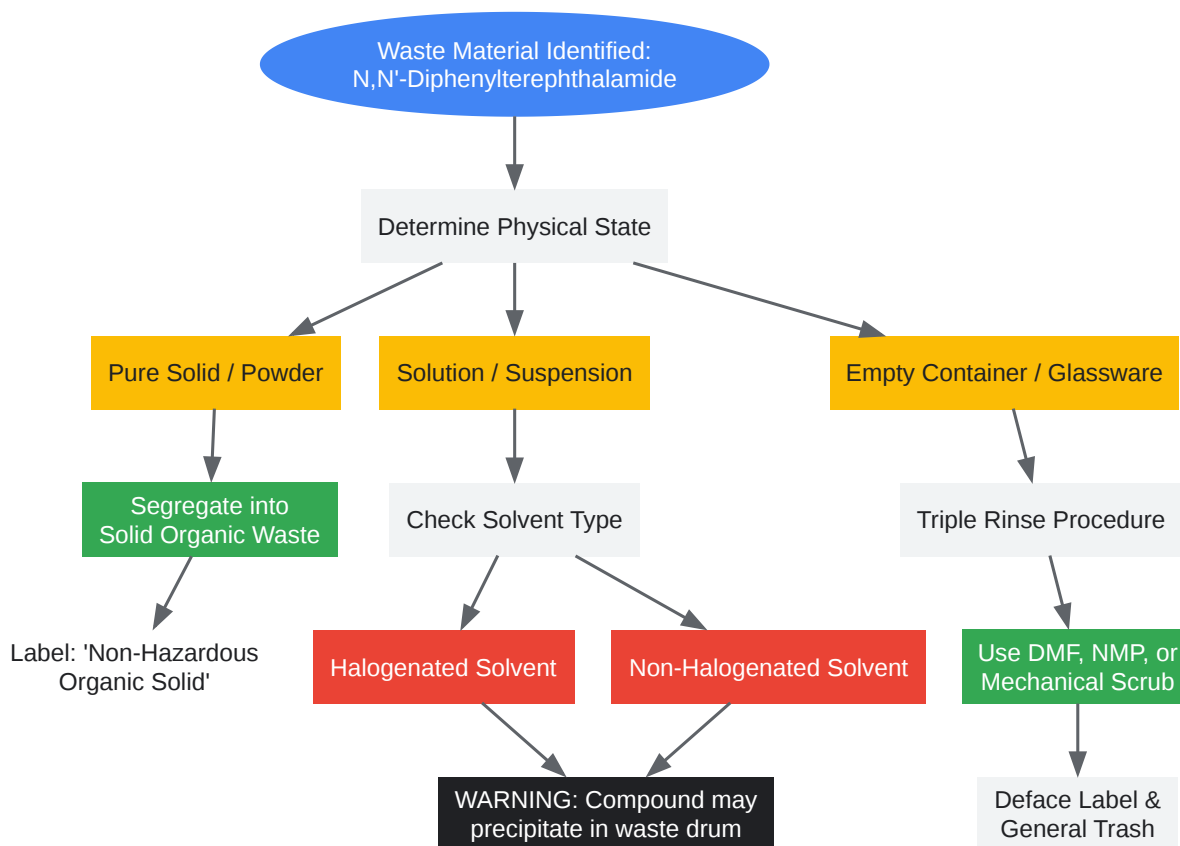 Waste Material Identified:
N,N'-Diphenylterephthalamide
Determine Physical State
Pure Solid / Powder
Solution / Suspension
Empty Container / Glassware
Segregate into
Solid Organic Waste
Check Solvent Type
Triple Rinse Procedure
Label: 'Non-Hazardous
Organic Solid'
Halogenated Solvent
Non-Halogenated Solvent
Use DMF, NMP, or
Mechanical Scrub
WARNING: Compound may
precipitate in waste drum
Deface Label &
General Trash